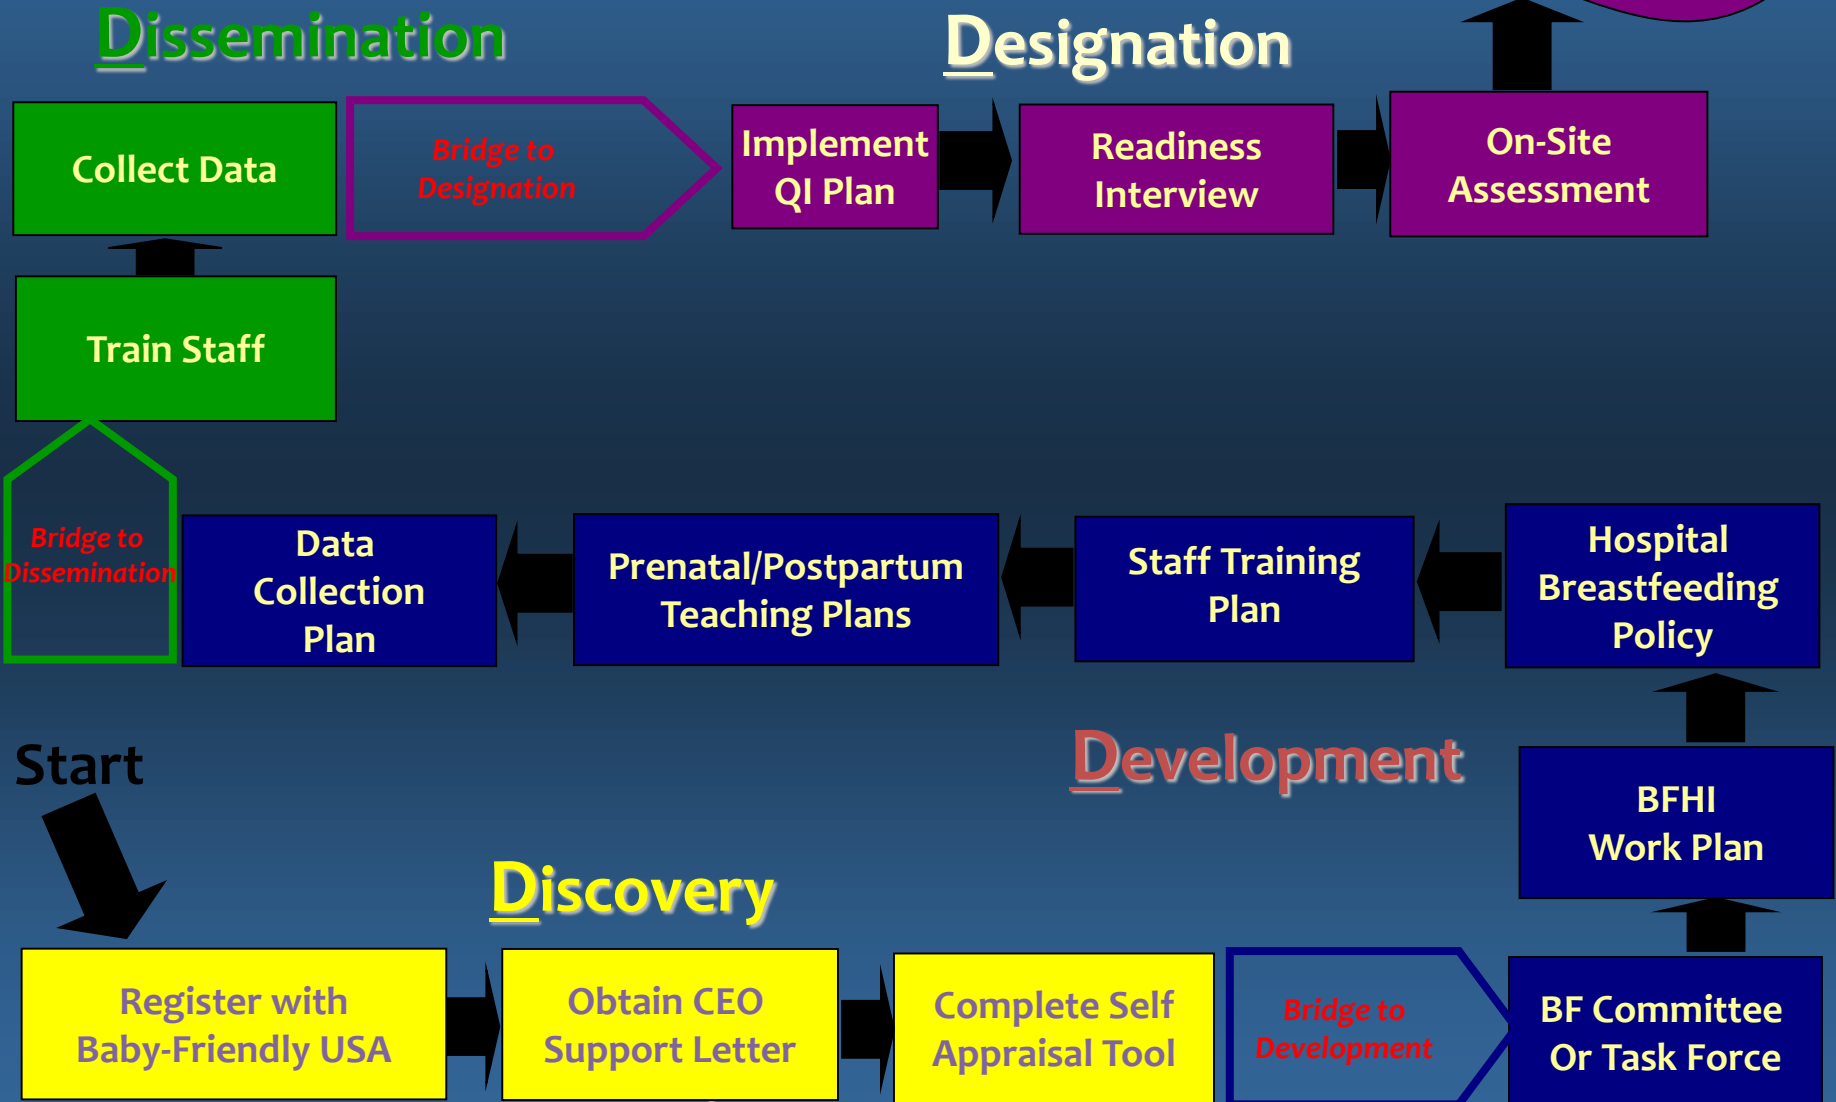 Dissemination
Designation
Collect Data
Bridge to
Designation
Implement
QI Plan
Readiness
Interview
On-Site
Assessment
Train Staff
Bridge to
Dissemination
Data
Collection
Plan
Prenatal/Postpartum
Teaching Plans
Staff Training
Plan
Hospital
Breastfeeding
Policy
Start
Development
BFHI
Work Plan
Discovery
Register with
Baby-Friendly USA
Obtain CEO
Support Letter
Complete Self
Appraisal Tool
Bridge to
Development
BF Committee
Or Task Force